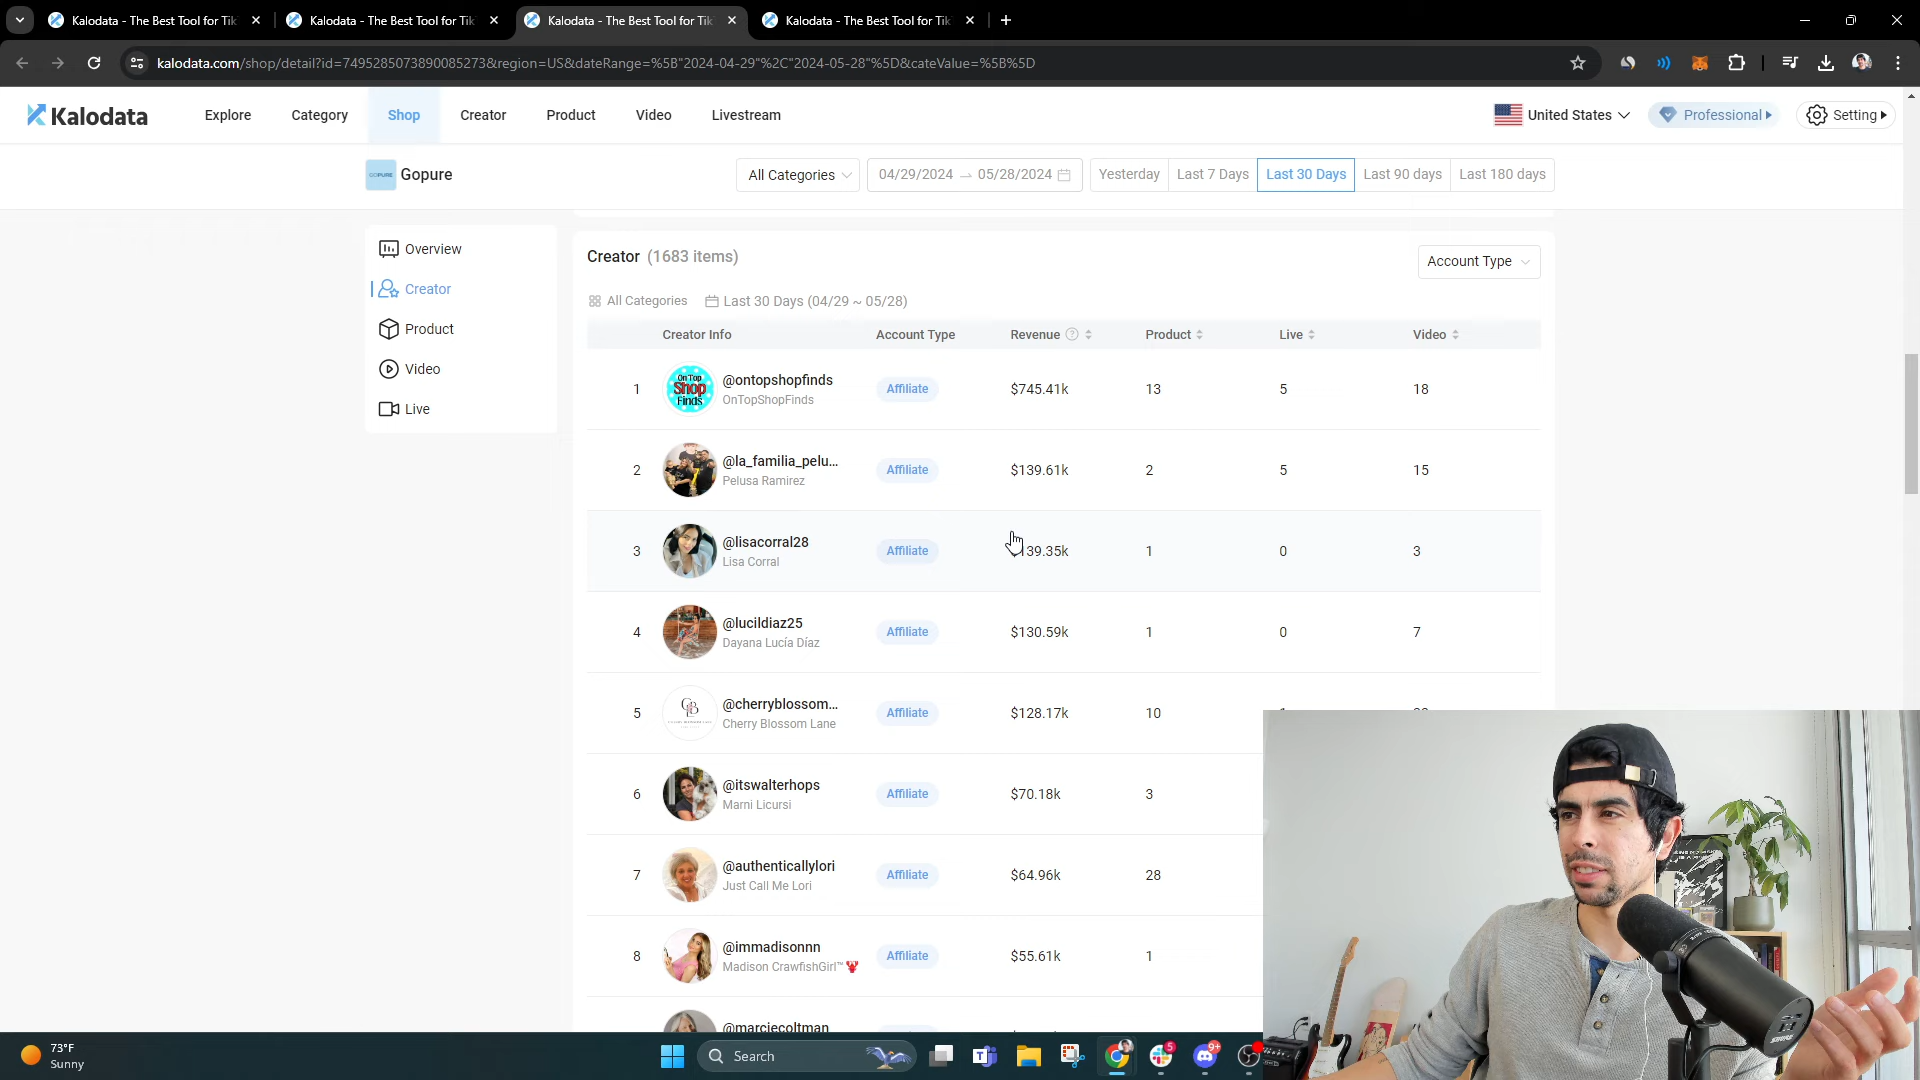 Kalodata - The Best Tool for Tik
Kalodata - The Best Tool for Tik
Kalodata - The Best Tool for Tik
Kalodata - The Best Tool for Tik
kalodata.com/shop/detail?id=7495285073890085273&region=US&dateRange=%5B"2024-04-29"%2C"2024-05-28"%5D&cateValue=%5B%5D
Kalodata Explore Category Shop Creator Product Video Livestream United States Professional Setting
GOPURE Gopure All Categories 04/29/2024 → 05/28/2024 Yesterday Last 7 Days Last 30 Days Last 90 days Last 180 days
Overview
Creator
Product
Video
Live
Creator (1683 items) Account Type
All Categories Last 30 Days (04/29 ~ 05/28)
Creator Info Account Type Revenue Product Live Video
1 On Top Shop Finds @ontopshopfinds OnTopShopFinds Affiliate $745.41k 13 5 18
2 @la_familia_pelu... Pelusa Ramirez Affiliate $139.61k 2 5 15
3 @lisacorral28 Lisa Corral Affiliate 39.35k 1 0 3
4 @lucildiaz25 Dayana Lucía Díaz Affiliate $130.59k 1 0 7
5 @cherryblossom... Cherry Blossom Lane Affiliate $128.17k 10
6 @itswalterhops Marni Licursi Affiliate $70.18k 3
7 @authenticallylori Just Call Me Lori Affiliate $64.96k 28
8 @immadisonnn Madison CrawfishGirl™ Affiliate $55.61k 1
@marciecoltman
73°F
Sunny
Search
5
9+